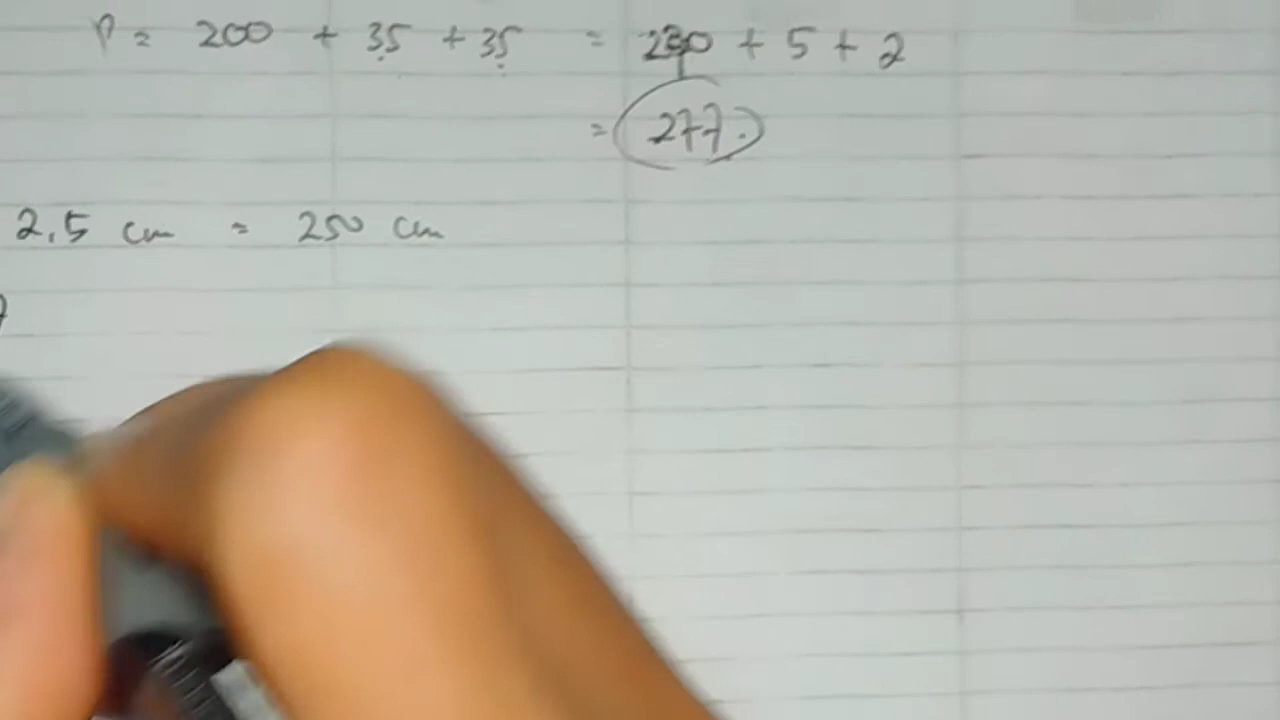 P = 200 + 35 + 35 = 230 + 5 + 2
= 277.
2,5 cm = 250 cm